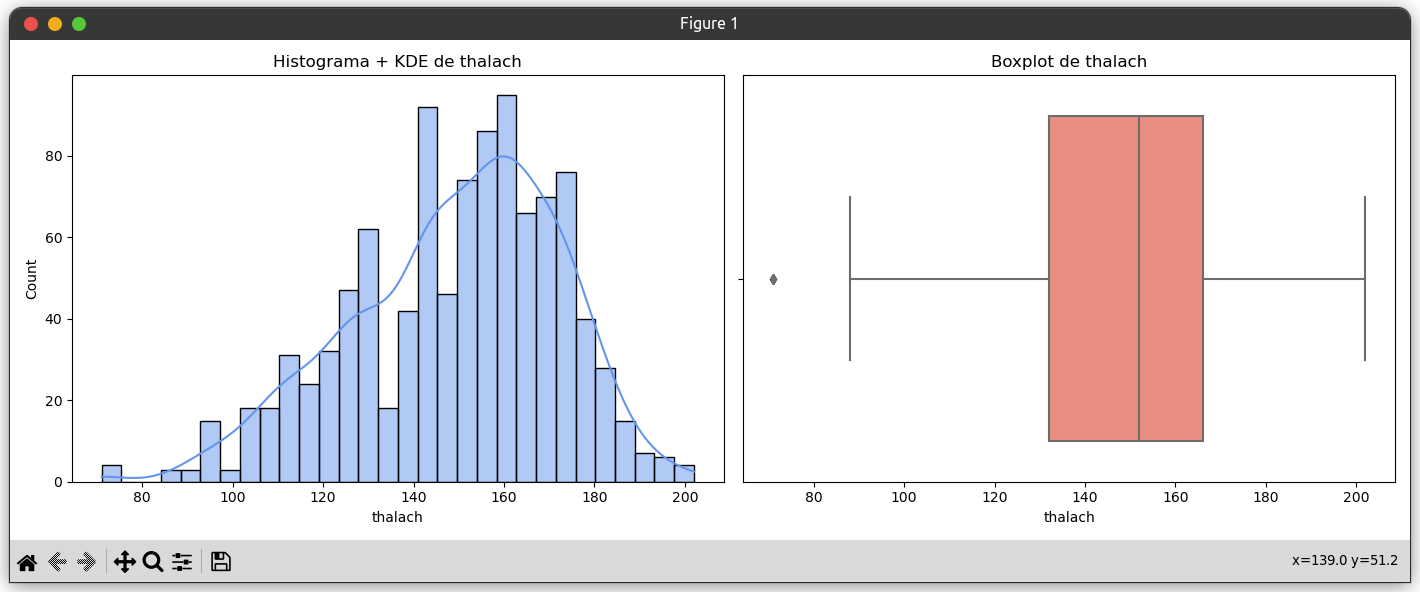 Figure 1
Histograma + KDE de thalach
80
60
40
20
0
Count
80 100 120 140 160 180 200
thalach
Boxplot de thalach
80 100 120 140 160 180 200
thalach
x=139.0 y=51.2